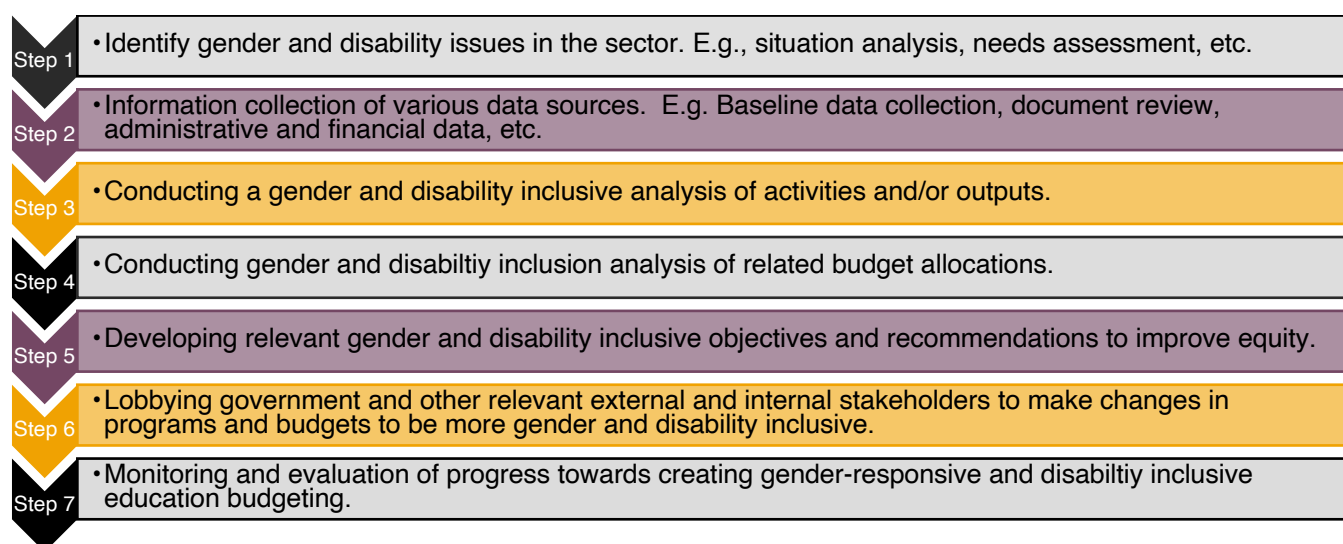 Step 1
•Identify gender and disability issues in the sector. E.g., situation analysis, needs assessment, etc.
Step 2
•Information collection of various data sources.  E.g. Baseline data collection, document review,
administrative and financial data, etc.
Step 3
•Conducting a gender and disability inclusive analysis of activities and/or outputs.
Step 4
•Conducting gender and disabiltiy inclusion analysis of related budget allocations.
Step 5
•Developing relevant gender and disability inclusive objectives and recommendations to improve equity.
Step 6
•Lobbying government and other relevant external and internal stakeholders to make changes in
programs and budgets to be more gender and disability inclusive.
Step 7
•Monitoring and evaluation of progress towards creating gender-responsive and disabiltiy inclusive
education budgeting.